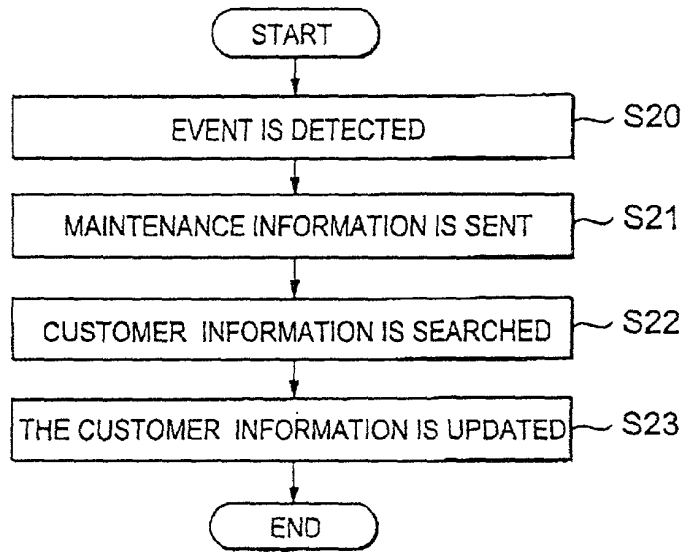 START
EVENT IS DETECTED
S20
MAINTENANCE INFORMATION IS SENT
S21
CUSTOMER INFORMATION IS SEARCHED
S22
THE CUSTOMER INFORMATION IS UPDATED
S23
END